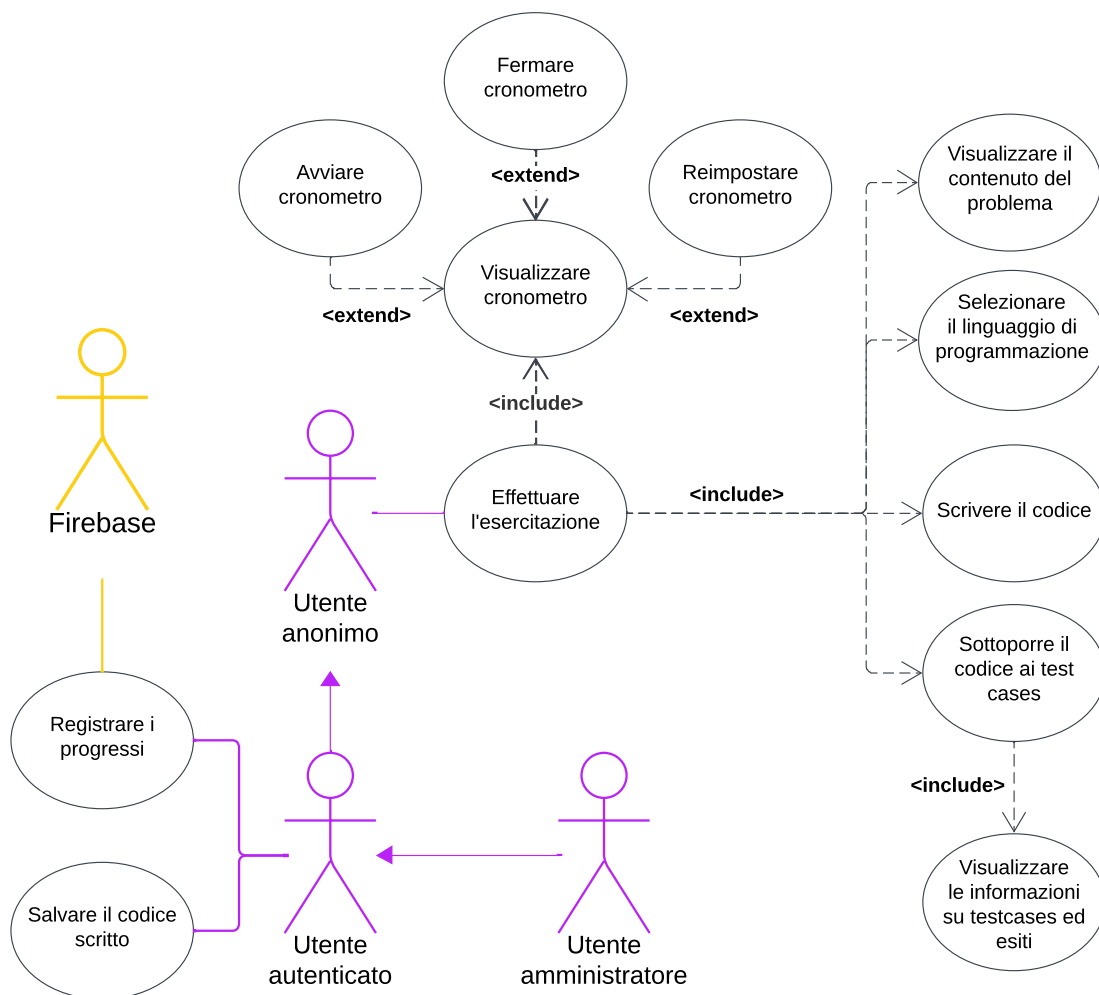 Fermare
cronometro
<extend>
Avviare
cronometro
Reimpostare
cronometro
Visualizzare il
contenuto del
problema
Visualizzare
cronometro
<extend>
<extend>
Selezionare
il linguaggio di
programmazione
<include>
Firebase
Effettuare
l'esercitazione
<include>
Scrivere il codice
Utente
anonimo
Sottoporre il
codice ai test
cases
Registrare i
progressi
<include>
Visualizzare
le informazioni
su testcases ed
esiti
Salvare il codice
scritto
Utente
autenticato
Utente
amministratore